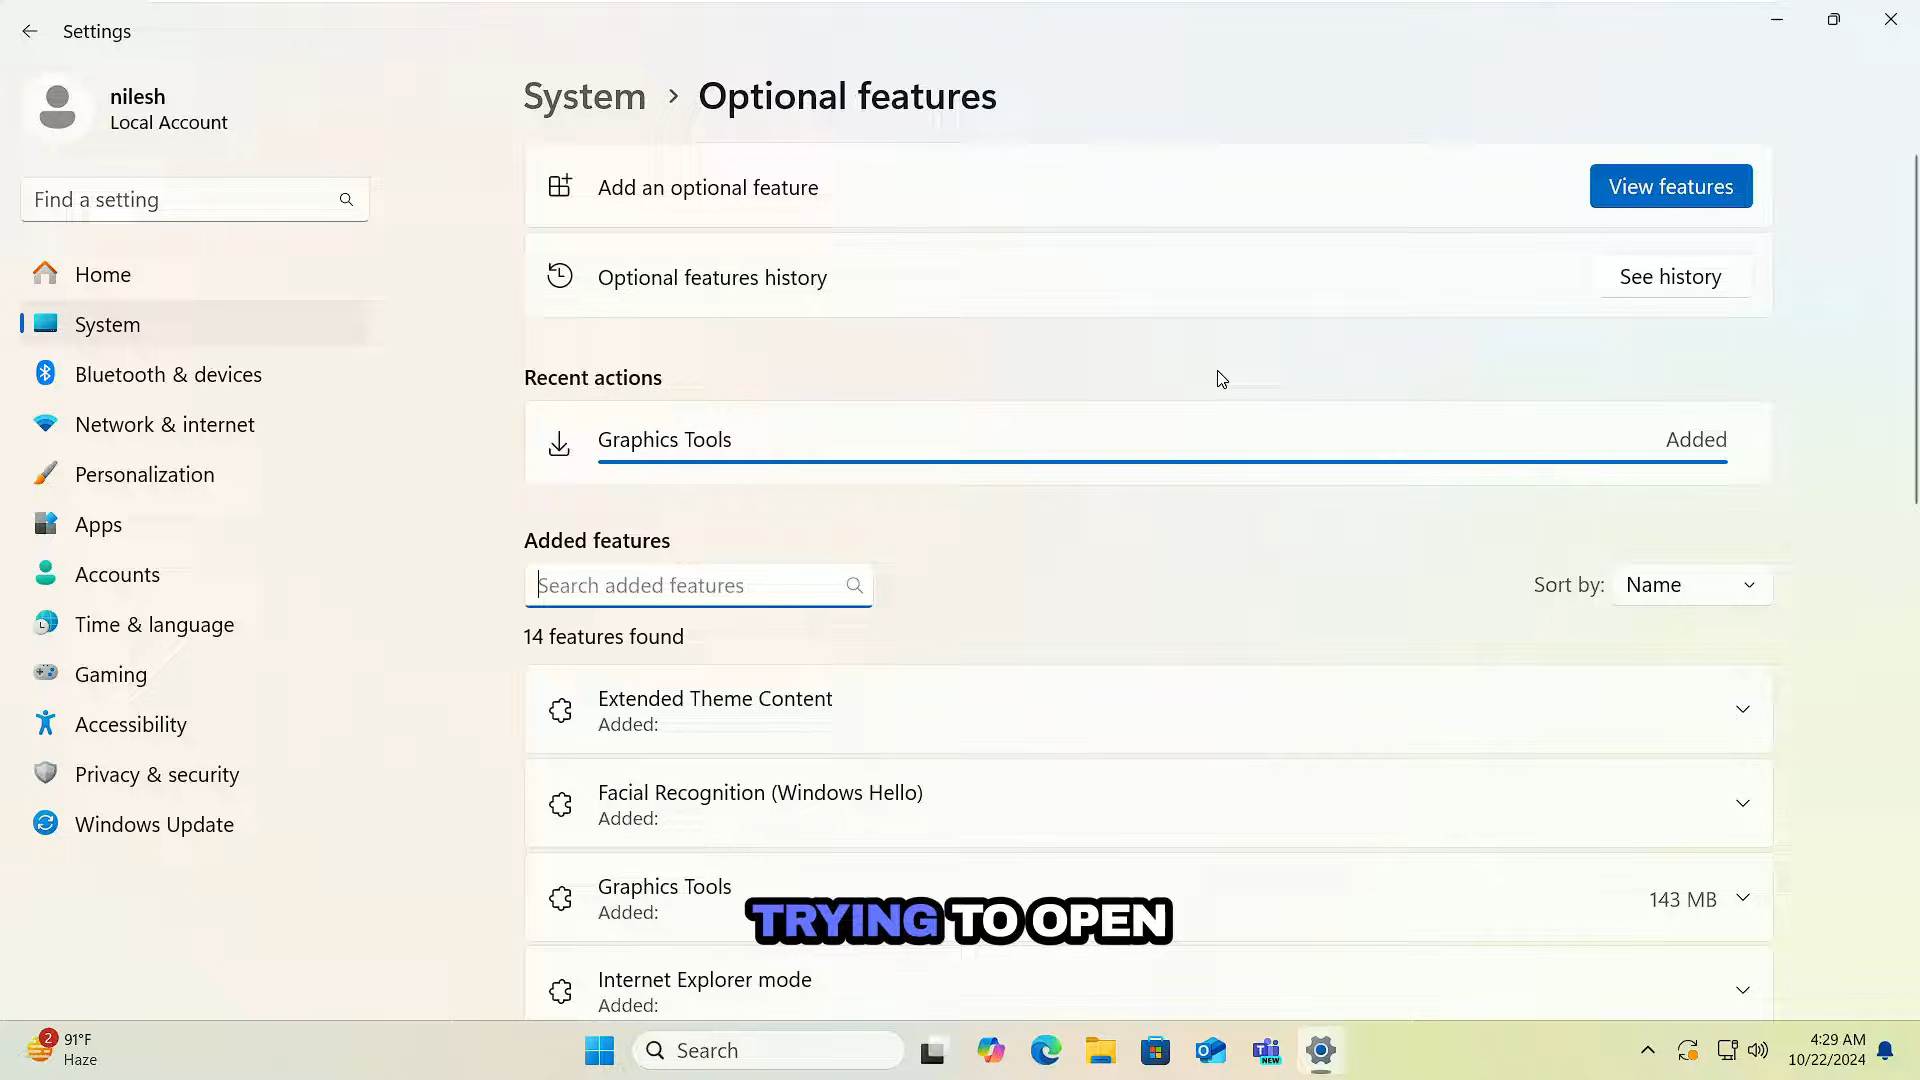 Settings
nilesh
Local Account
Find a setting
Home
System
Bluetooth & devices
Network & internet
Personalization
Apps
Accounts
Time & language
Gaming
Accessibility
Privacy & security
Windows Update
System > Optional features
Add an optional feature
View features
Optional features history
See history
Recent actions
Graphics Tools
Added
Added features
Search added features
Sort by: Name
14 features found
Extended Theme Content
Added:
Facial Recognition (Windows Hello)
Added:
Graphics Tools
Added:
143 MB
TRYING TO OPEN
Internet Explorer mode
Added:
2
91°F
Haze
Search
NEW
4:29 AM
10/22/2024